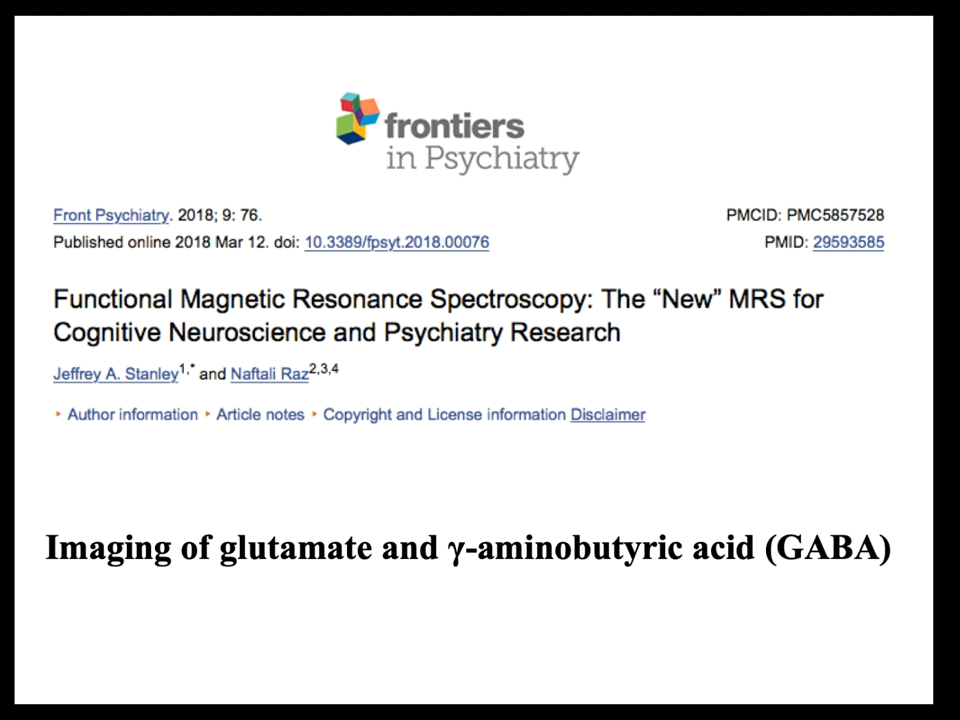 frontiers
in Psychiatry
Front Psychiatry. 2018; 9: 76.
PMCID: PMC5857528
Published online 2018 Mar 12. doi: 10.3389/fpsyt.2018.00076
PMID: 29593585
Functional Magnetic Resonance Spectroscopy: The “New” MRS for
Cognitive Neuroscience and Psychiatry Research
Jeffrey A. Stanley1,* and Naftali Raz2,3,4
‣ Author information ‣ Article notes ‣ Copyright and License information Disclaimer
Imaging of glutamate and γ-aminobutyric acid (GABA)